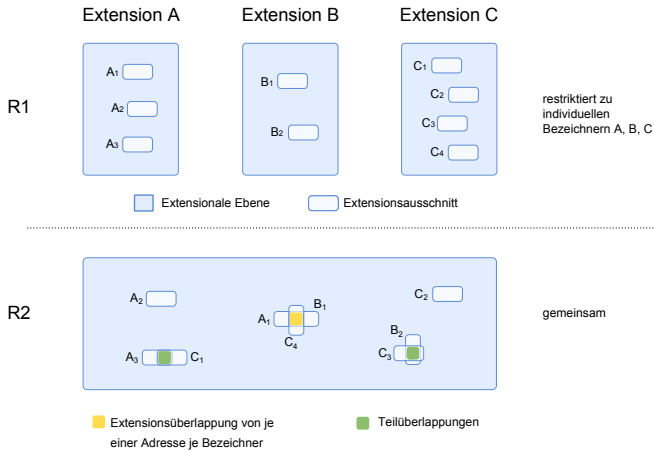 Extension A Extension B Extension C
R1
A1
A2
A3
B1
B2
C1
C2
C3
C4
restriktiert zu
individuellen
Bezeichnern A, B, C
Extensionale Ebene Extensionsausschnitt
R2
A2
A3 C1
A1 B1
C4
C2
B2
C3
gemeinsam
Extensionsüberlappung von je
einer Adresse je Bezeichner
Teilüberlappungen